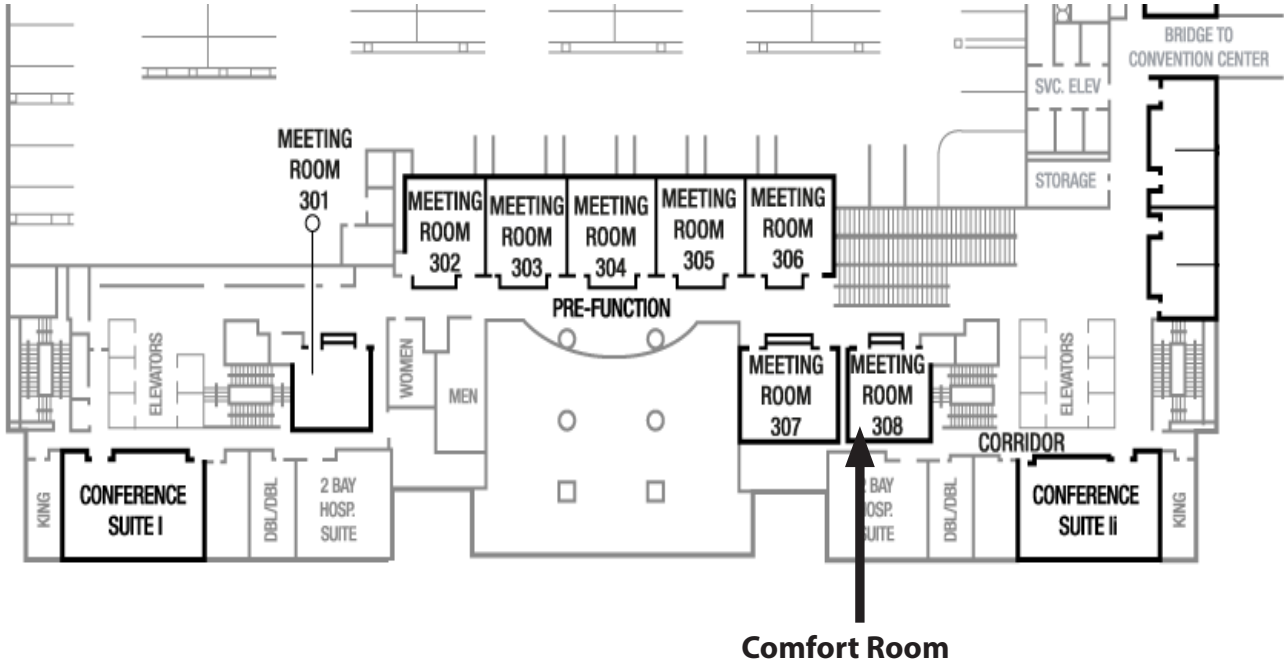 BRIDGE TO
CONVENTION CENTER
SVC. ELEV
STORAGE
MEETING
ROOM
301
MEETING
ROOM
302
MEETING
ROOM
303
MEETING
ROOM
304
MEETING
ROOM
305
MEETING
ROOM
306
PRE-FUNCTION
ELEVATORS
WOMEN
MEN
MEETING
ROOM
307
MEETING
ROOM
308
ELEVATORS
CORRIDOR
KING
CONFERENCE
SUITE I
DBL/DBL
2 BAY
HOSP.
SUITE
2 BAY
HOSP.
SUITE
DBL/DBL
CONFERENCE
SUITE Ii
KING
Comfort Room